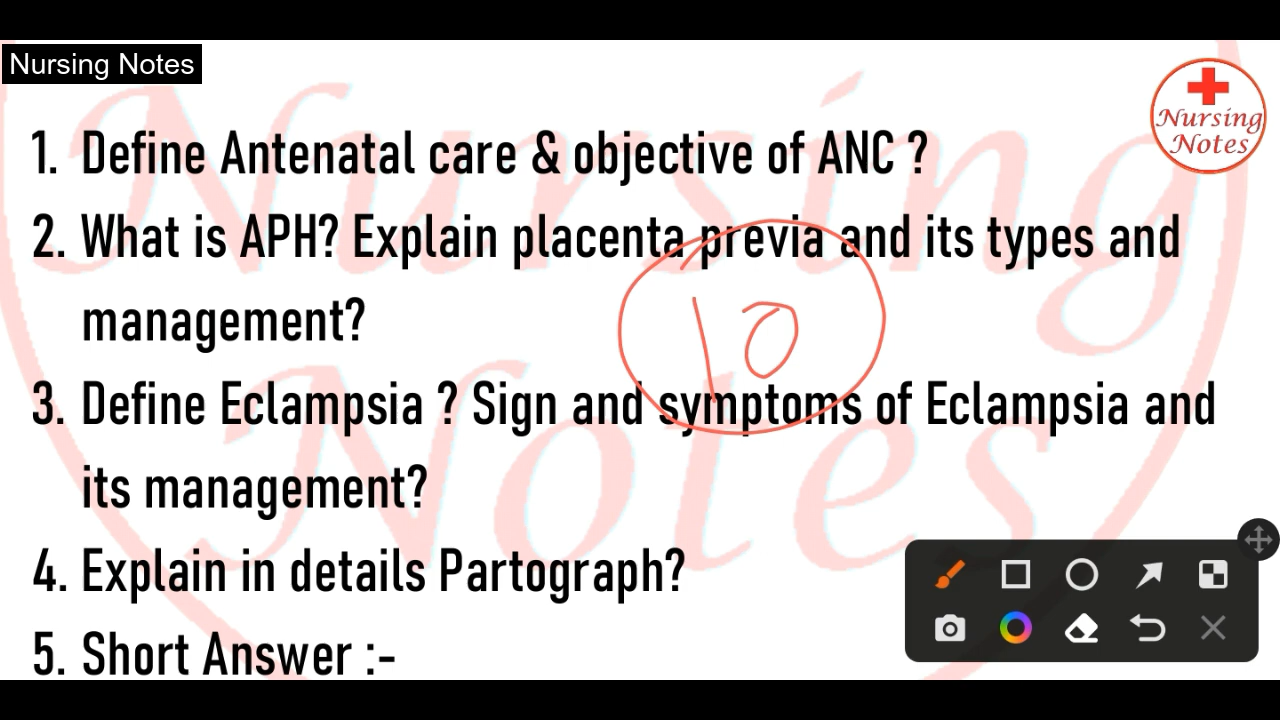 Nursing Notes
Nursing
Notes
1. Define Antenatal care & objective of ANC ?
2. What is APH? Explain placenta previa and its types and
management?
10
3. Define Eclampsia ? Sign and symptoms of Eclampsia and
its management?
4. Explain in details Partograph?
5. Short Answer :-
Nursing
Notes